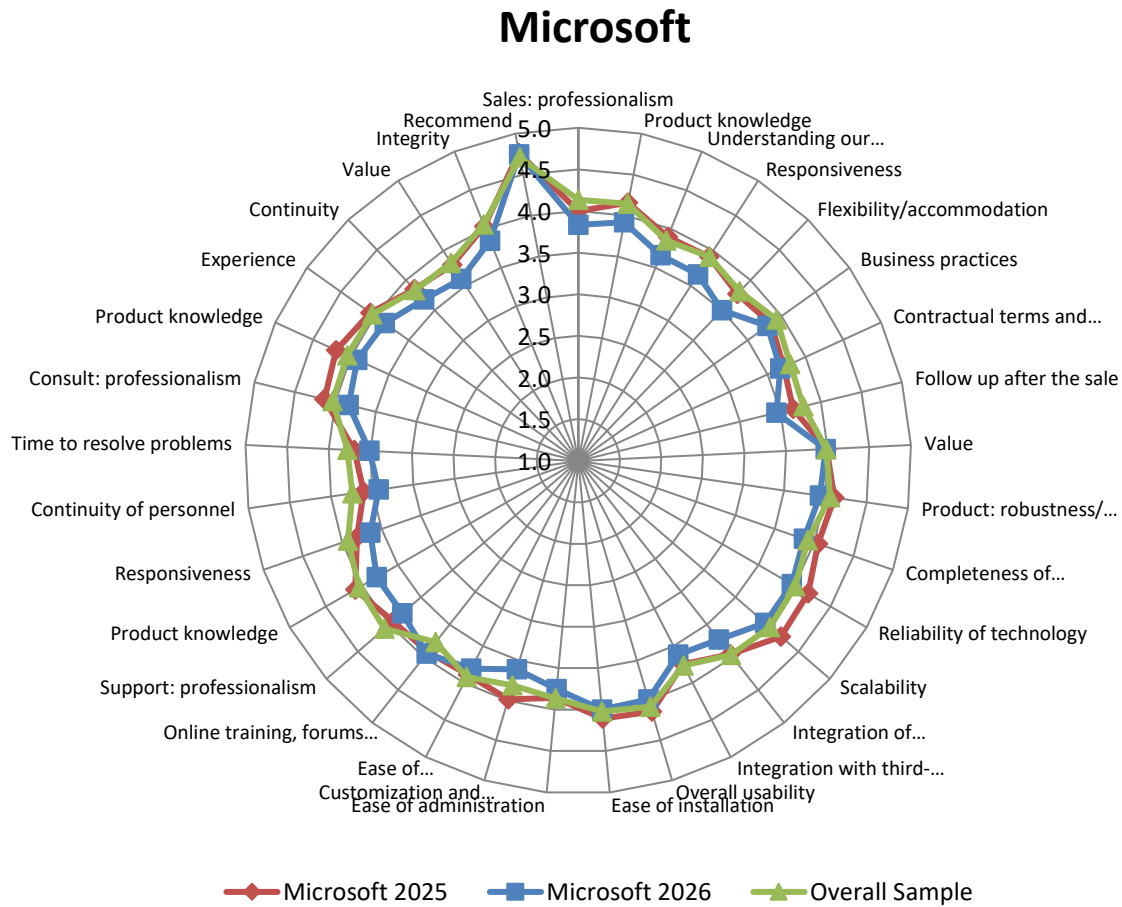 Microsoft
Sales: professionalism
Product knowledge
Understanding our...
Responsiveness
Flexibility/accommodation
Business practices
Contractual terms and...
Follow up after the sale
Value
Product: robustness/...
Completeness of...
Reliability of technology
Scalability
Integration of...
Integration with third-...
Overall usability
Ease of installation
Ease of administration
Customization and...
Ease of...
Online training, forums...
Support: professionalism
Product knowledge
Responsiveness
Continuity of personnel
Time to resolve problems
Consult: professionalism
Product knowledge
Experience
Continuity
Value
Integrity
Recommend
5.0
4.5
4.0
3.5
3.0
2.5
2.0
1.5
1.0
Microsoft 2025
Microsoft 2026
Overall Sample